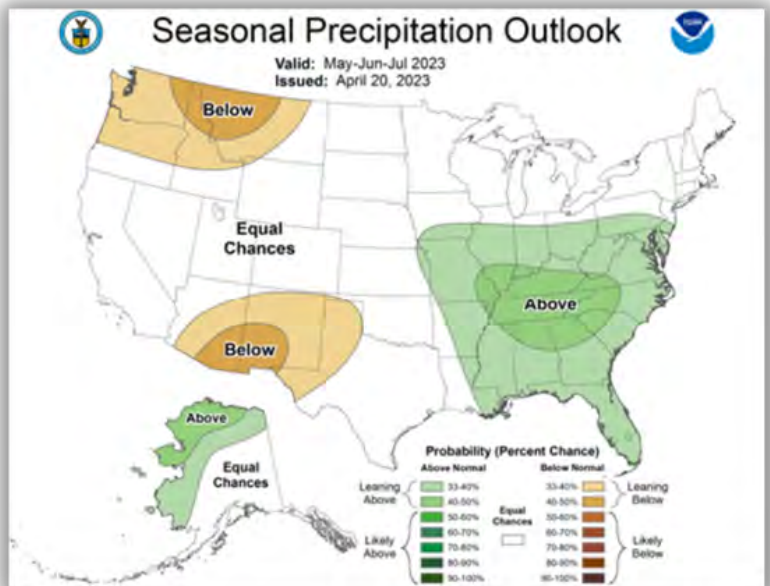 Seasonal Precipitation Outlook
Valid: May-Jun-Jul 2023
Issued: April 20, 2023
Below
Equal
Chances
Above
Below
Above
Equal
Chances
Probability (Percent Chance)
Above Normal
Below Normal
Leaning
Above
33-40%
40-50%
Likely
Above
50-60%
60-70%
70-80%
80-90%
90-100%
Equal
Chances
33-40%
40-50%
Leaning
Below
50-60%
60-70%
70-80%
80-90%
90-100%
Likely
Below